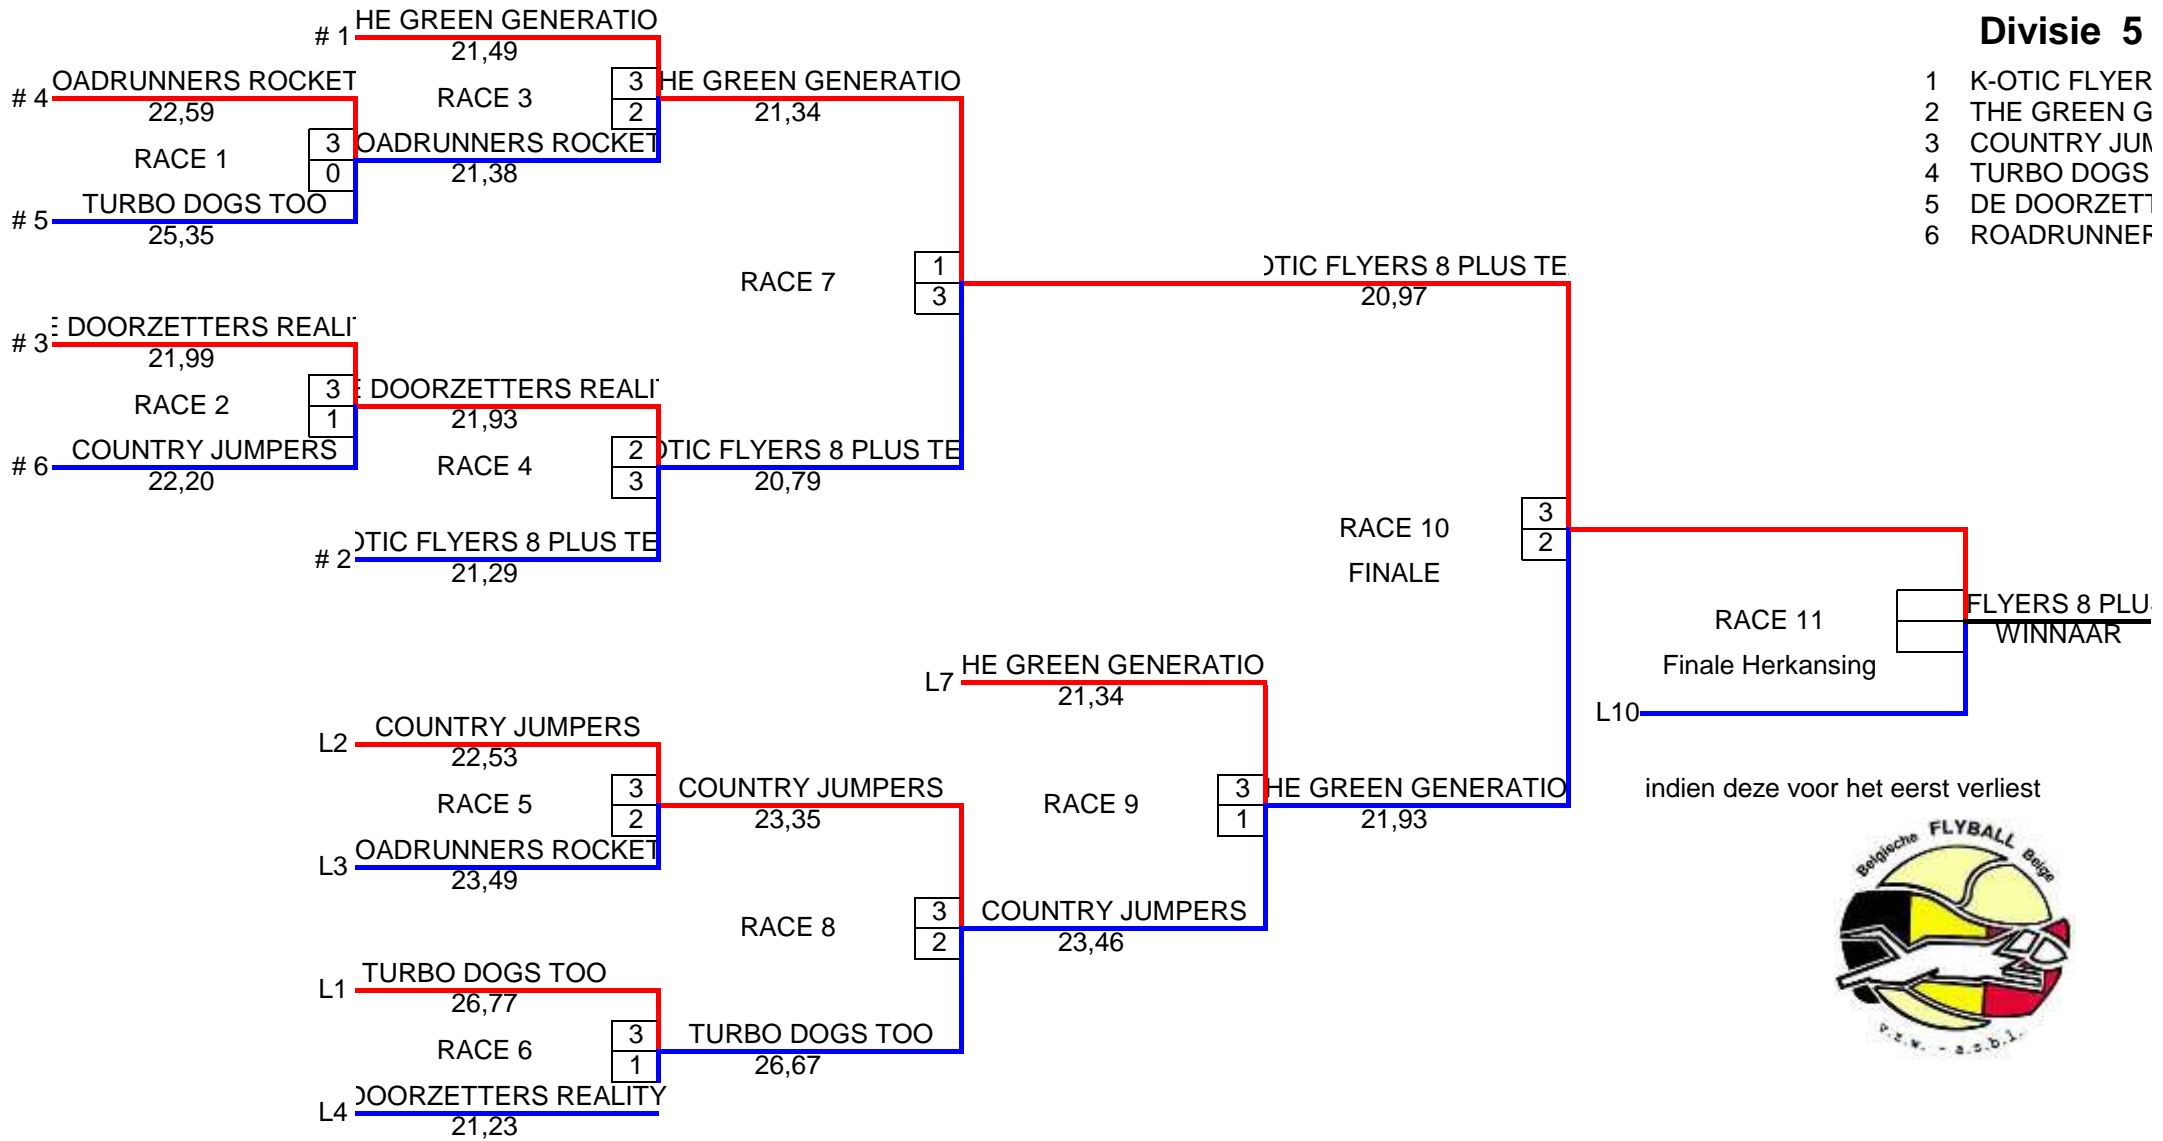 Divisie 5
1 K-OTIC FLYER
2 THE GREEN G
3 COUNTRY JUM
4 TURBO DOGS
5 DE DOORZETT
6 ROADRUNNER
# 1 HE GREEN GENERATIO
21,49
# 4 OADRUNNERS ROCKET
22,59
RACE 3
3
2
HE GREEN GENERATIO
21,34
RACE 1
3
0
OADRUNNERS ROCKET
21,38
# 5 TURBO DOGS TOO
25,35
RACE 7
1
3
OTIC FLYERS 8 PLUS TE
20,97
# 3 E DOORZETTERS REALI
21,99
RACE 2
3
1
E DOORZETTERS REALI
21,93
# 6 COUNTRY JUMPERS
22,20
RACE 4
2
3
OTIC FLYERS 8 PLUS TE
20,79
# 2 OTIC FLYERS 8 PLUS TE
21,29
RACE 10
FINALE
3
2
RACE 11
Finale Herkansing
FLYERS 8 PLU
WINNAAR
L10
L7 HE GREEN GENERATIO
21,34
L2 COUNTRY JUMPERS
22,53
RACE 5
3
2
COUNTRY JUMPERS
23,35
RACE 9
3
1
HE GREEN GENERATIO
21,93
indien deze voor het eerst verliest
L3 OADRUNNERS ROCKET
23,49
RACE 8
3
2
COUNTRY JUMPERS
23,46
L1 TURBO DOGS TOO
26,77
RACE 6
3
1
TURBO DOGS TOO
26,67
L4 DOORZETTERS REALITY
21,23
Belgische FLYBALL Belge
v.z.w. - a.s.b.l.